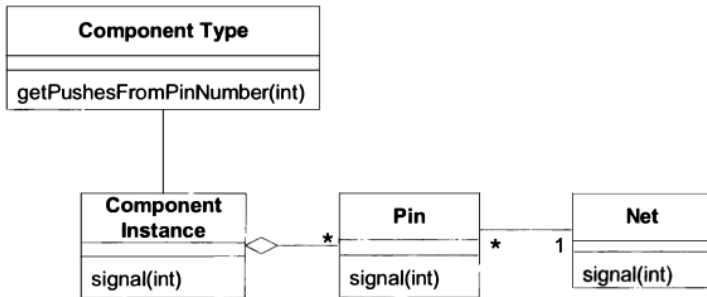 Component Type
getPushesFromPinNumber(int)
Component
Instance
signal(int)
*
Pin
signal(int)
*
1
Net
signal(int)